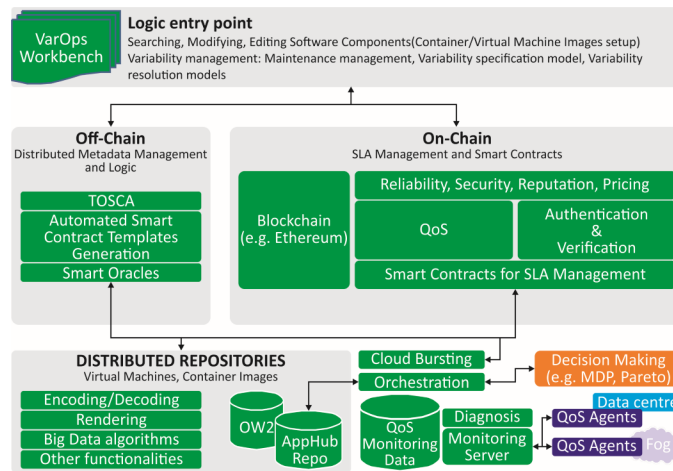 VarOps
Workbench
Logic entry point
Searching, Modifying, Editing Software Components(Container/Virtual Machine Images setup)
Variability management: Maintenance management, Variability specification model, Variability
resolution models
Off-Chain
Distributed Metadata Management
and Logic
TOSCA
Automated Smart
Contract Templates
Generation
Smart Oracles
On-Chain
SLA Management and Smart Contracts
Blockchain
(e.g. Ethereum)
Reliability, Security, Reputation, Pricing
QoS
Authentication
&
Verification
Smart Contracts for SLA Management
DISTRIBUTED REPOSITORIES
Virtual Machines, Container Images
Encoding/Decoding
Rendering
Big Data algorithms
Other functionalities
OW2
AppHub
Repo
Cloud Bursting
Orchestration
Decision Making
(e.g. MDP, Pareto)
QoS
Monitoring
Data
Diagnosis
Monitoring
Server
Data centre
QoS Agents
QoS Agents
Fog